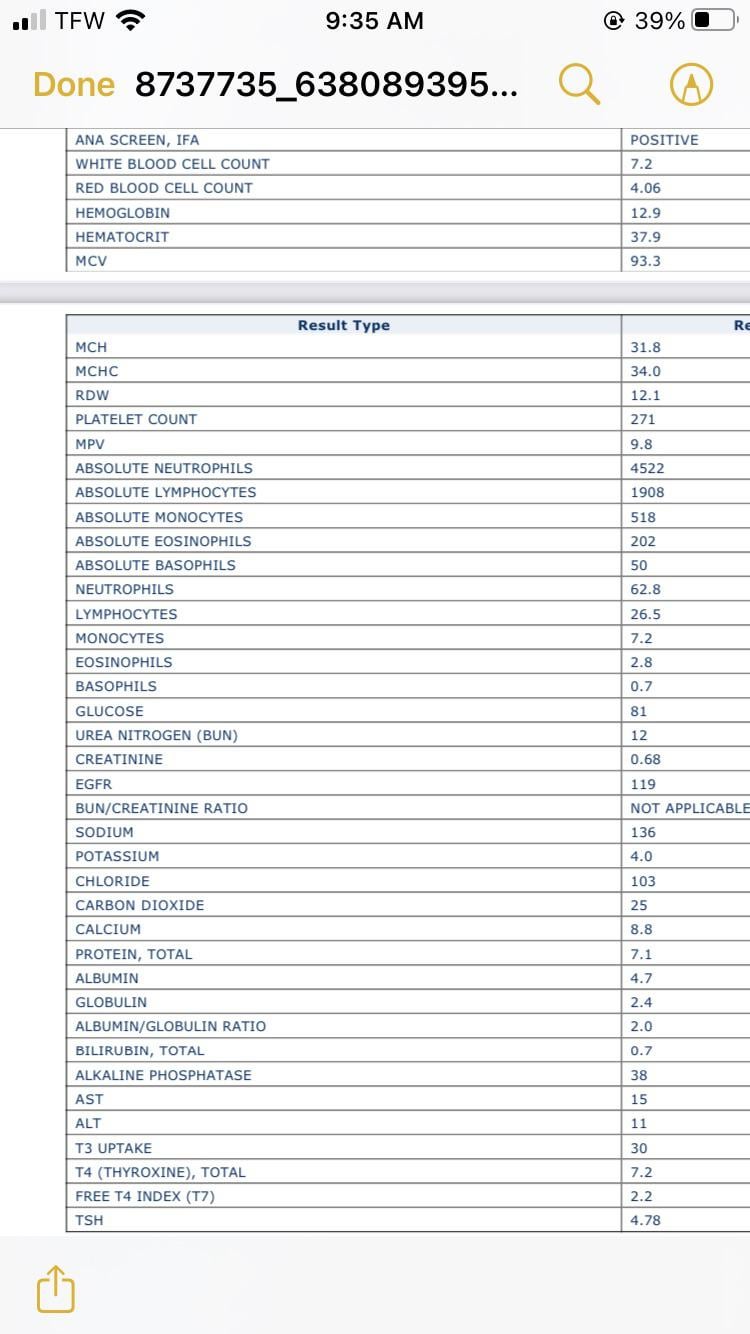 TFW 9:35 AM 39%
Done 8737735_638089395...
ANA SCREEN, IFA POSITIVE
WHITE BLOOD CELL COUNT 7.2
RED BLOOD CELL COUNT 4.06
HEMOGLOBIN 12.9
HEMATOCRIT 37.9
MCV 93.3
Result Type Re
MCH 31.8
MCHC 34.0
RDW 12.1
PLATELET COUNT 271
MPV 9.8
ABSOLUTE NEUTROPHILS 4522
ABSOLUTE LYMPHOCYTES 1908
ABSOLUTE MONOCYTES 518
ABSOLUTE EOSINOPHILS 202
ABSOLUTE BASOPHILS 50
NEUTROPHILS 62.8
LYMPHOCYTES 26.5
MONOCYTES 7.2
EOSINOPHILS 2.8
BASOPHILS 0.7
GLUCOSE 81
UREA NITROGEN (BUN) 12
CREATININE 0.68
EGFR 119
BUN/CREATININE RATIO NOT APPLICABLE
SODIUM 136
POTASSIUM 4.0
CHLORIDE 103
CARBON DIOXIDE 25
CALCIUM 8.8
PROTEIN, TOTAL 7.1
ALBUMIN 4.7
GLOBULIN 2.4
ALBUMIN/GLOBULIN RATIO 2.0
BILIRUBIN, TOTAL 0.7
ALKALINE PHOSPHATASE 38
AST 15
ALT 11
T3 UPTAKE 30
T4 (THYROXINE), TOTAL 7.2
FREE T4 INDEX (T7) 2.2
TSH 4.78